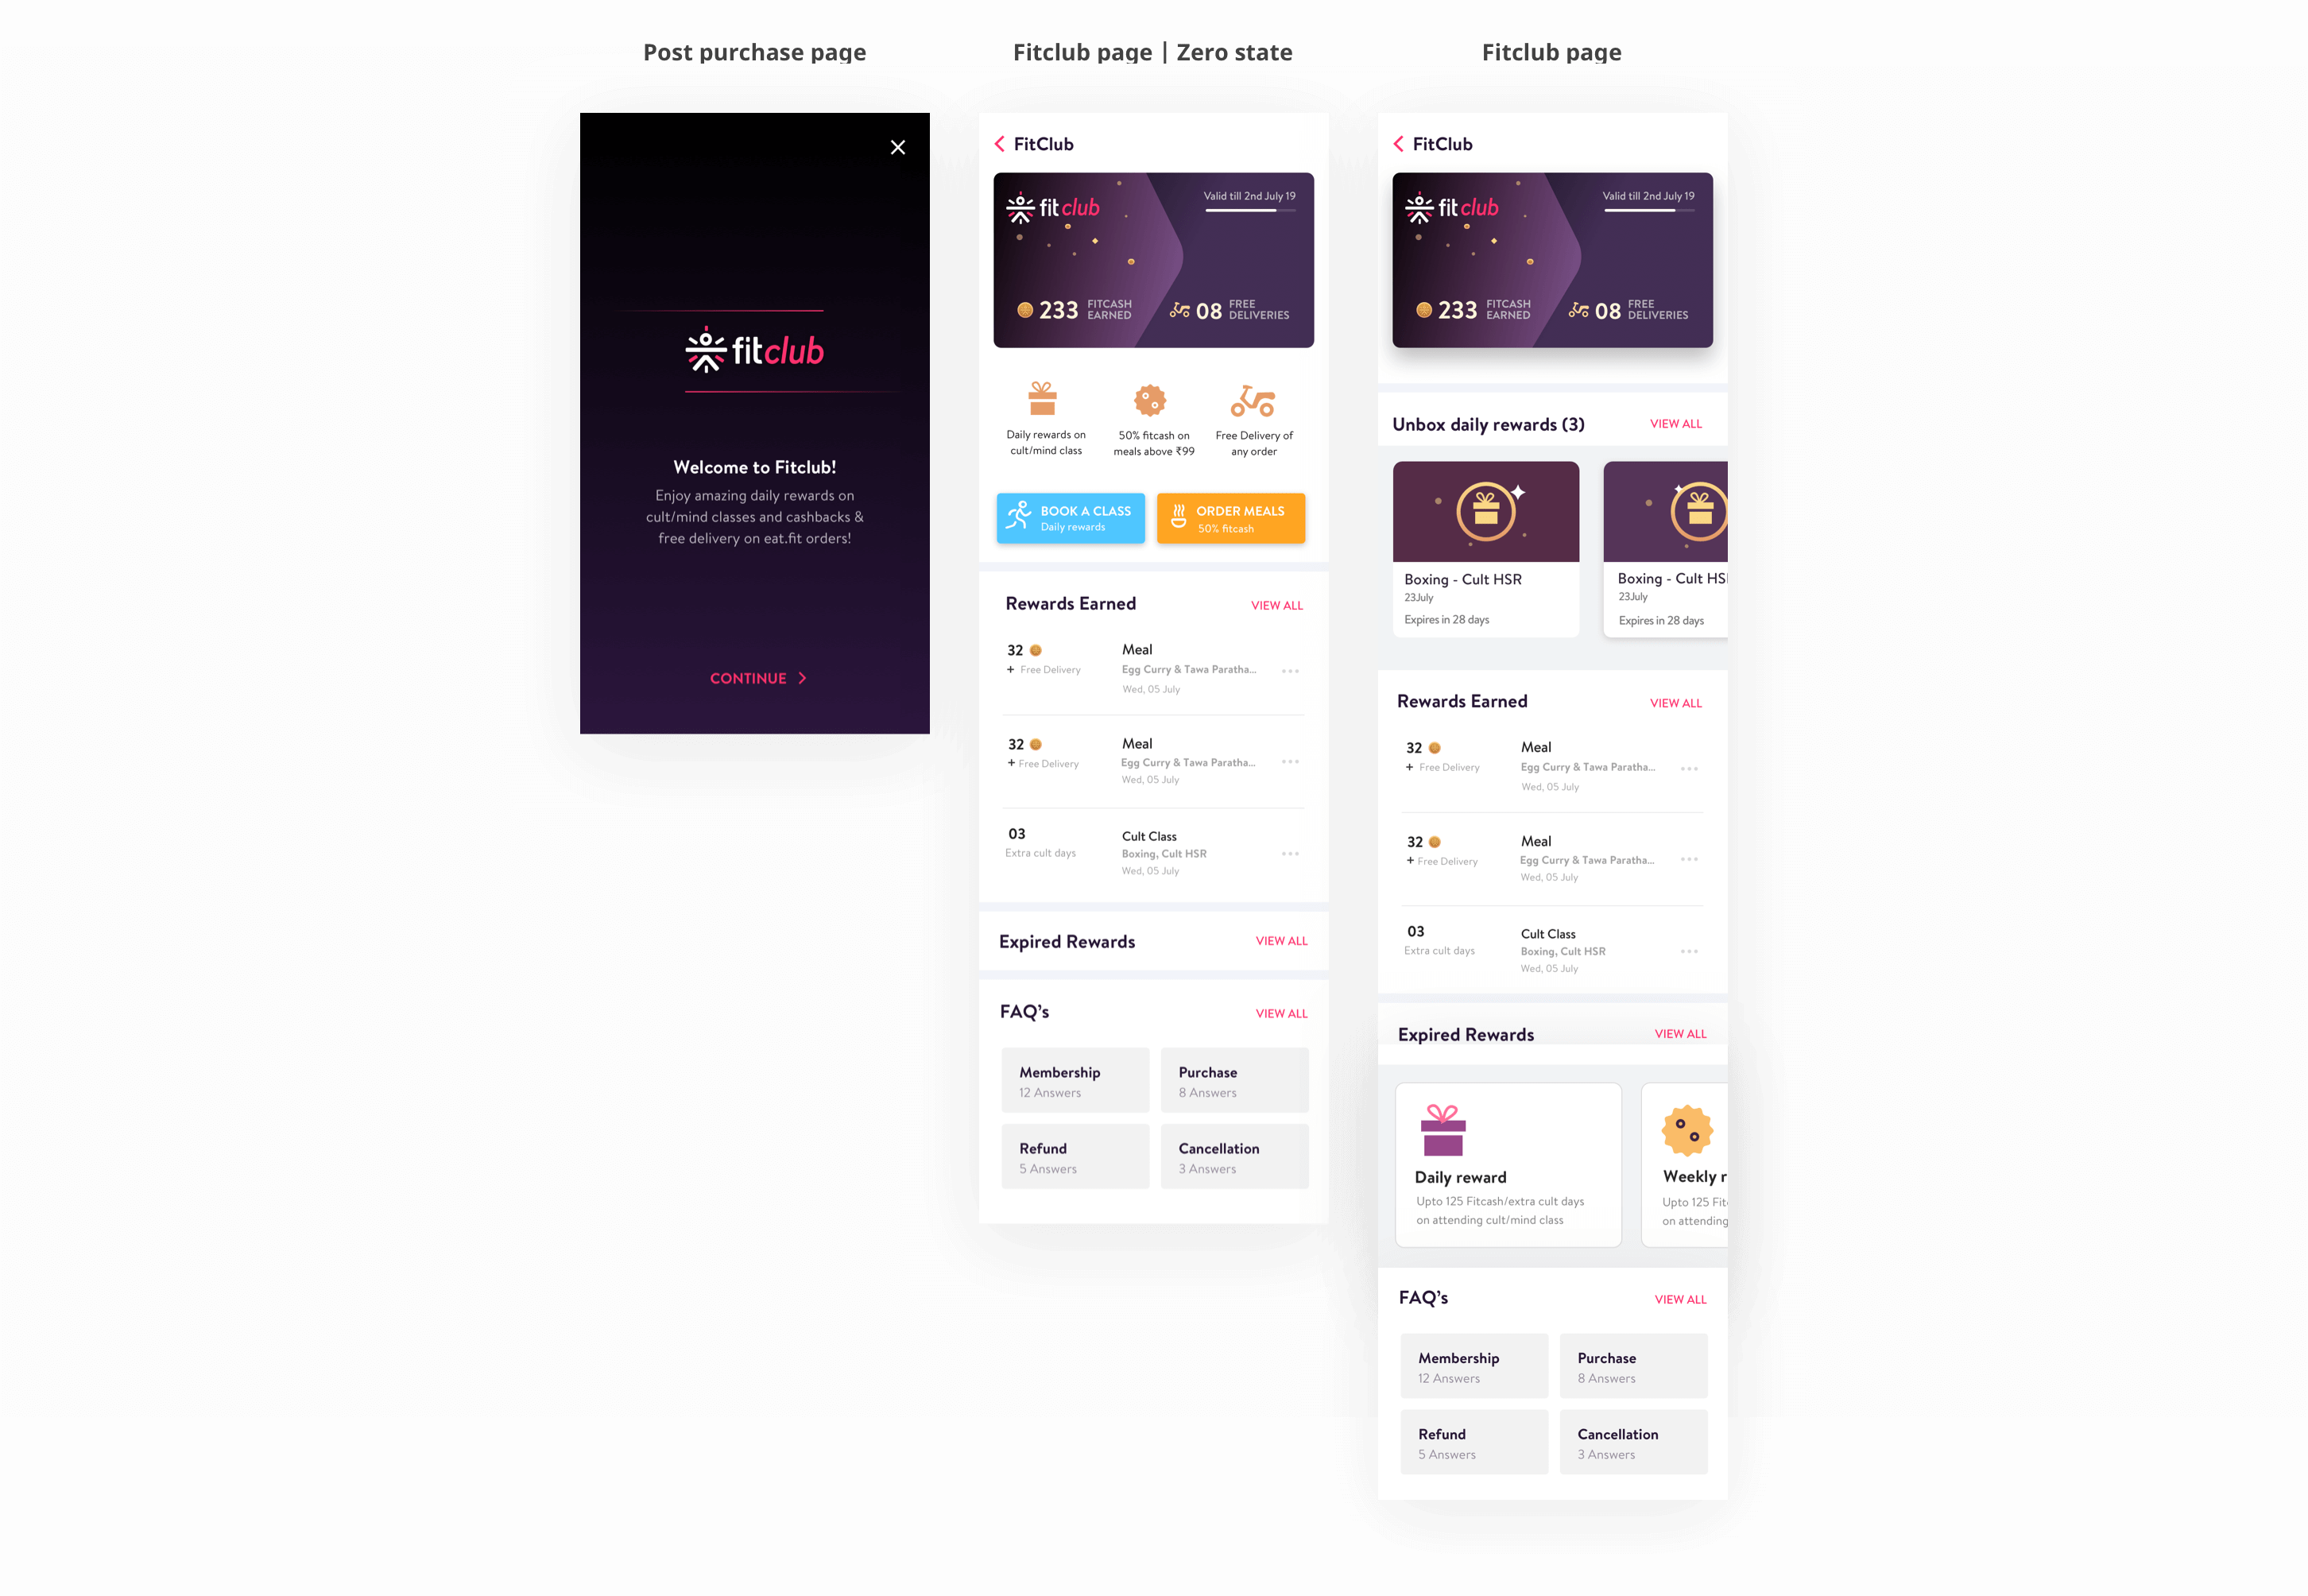 Post purchase page
fitclub
Welcome to Fitclub!
Enjoy amazing daily rewards on
cult/mind classes and cashbacks &
free delivery on eat.fit orders!
CONTINUE
Fitclub page | Zero state
FitClub
fitclub
Valid till 2nd July 19
233 FITCASH EARNED
08 FREE DELIVERIES
Daily rewards on
cult/mind class
50% fitcash on
meals above ₹99
Free Delivery of
any order
BOOK A CLASS
Daily rewards
ORDER MEALS
50% fitcash
Rewards Earned
VIEW ALL
32
+ Free Delivery
Meal
Egg Curry & Tawa Paratha...
Wed, 05 July
32
+ Free Delivery
Meal
Egg Curry & Tawa Paratha...
Wed, 05 July
03
Extra cult days
Cult Class
Boxing, Cult HSR
Wed, 05 July
Expired Rewards
VIEW ALL
FAQ’s
VIEW ALL
Membership
12 Answers
Purchase
8 Answers
Refund
5 Answers
Cancellation
3 Answers
Fitclub page
FitClub
fitclub
Valid till 2nd July 19
233 FITCASH EARNED
08 FREE DELIVERIES
Unbox daily rewards (3)
VIEW ALL
Boxing - Cult HSR
23July
Expires in 28 days
Boxing - Cult HS
23July
Expires in 28 days
Rewards Earned
VIEW ALL
32
+ Free Delivery
Meal
Egg Curry & Tawa Paratha...
Wed, 05 July
32
+ Free Delivery
Meal
Egg Curry & Tawa Paratha...
Wed, 05 July
03
Extra cult days
Cult Class
Boxing, Cult HSR
Wed, 05 July
Expired Rewards
VIEW ALL
Daily reward
Upto 125 Fitcash/extra cult days
on attending cult/mind class
Weekly r
Upto 125 Fit
on attending
FAQ’s
VIEW ALL
Membership
12 Answers
Purchase
8 Answers
Refund
5 Answers
Cancellation
3 Answers